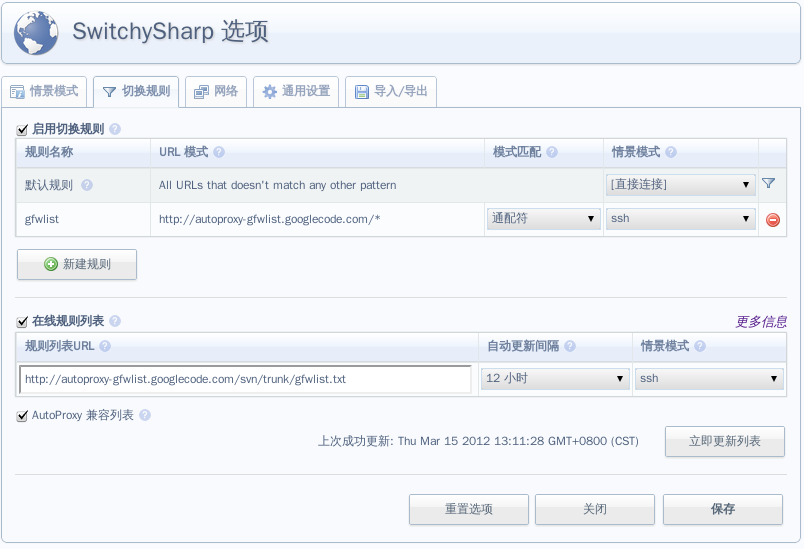 SwitchySharp 选项
情景模式 切换规则 网络 通用设置 导入/导出
启用切换规则
规则名称 URL 模式 模式匹配 情景模式
默认规则 All URLs that doesn't match any other pattern [直接连接]
gfwlist http://autoproxy-gfwlist.googlecode.com/* 通配符 ssh
新建规则
在线规则列表 更多信息
规则列表URL 自动更新间隔 情景模式
http://autoproxy-gfwlist.googlecode.com/svn/trunk/gfwlist.txt 12 小时 ssh
AutoProxy 兼容列表
上次成功更新: Thu Mar 15 2012 13:11:28 GMT+0800 (CST) 立即更新列表
重置选项 关闭 保存